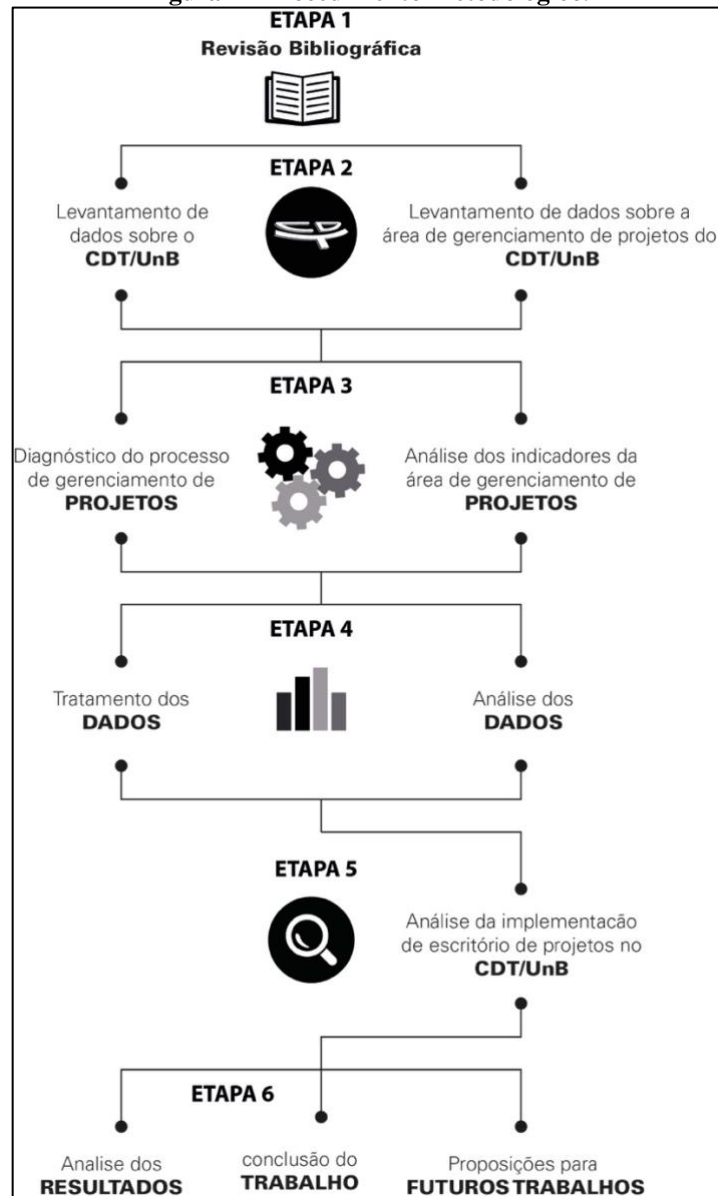 ETAPA 1
Revisão Bibliográfica
ETAPA 2
Levantamento de
dados sobre o
CDT/UnB
Levantamento de dados sobre a
área de gerenciamento de projetos do
CDT/UnB
ETAPA 3
Diagnóstico do processo
de gerenciamento de
PROJETOS
Análise dos indicadores da
área de gerenciamento de
PROJETOS
ETAPA 4
Tratamento dos
DADOS
Análise dos
DADOS
ETAPA 5
Análise da implementacão
de escritório de projetos no
CDT/UnB
ETAPA 6
Analise dos
RESULTADOS
conclusão do
TRABALHO
Proposições para
FUTUROS TRABALHOS